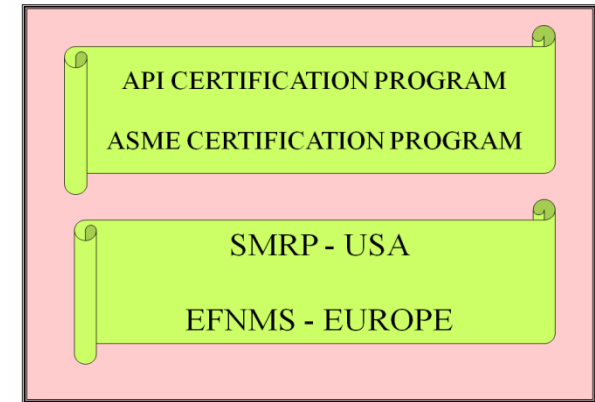 API CERTIFICATION PROGRAM
ASME CERTIFICATION PROGRAM
SMRP - USA
EFNMS - EUROPE